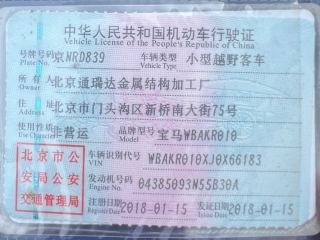 中华人民共和国机动车行驶证
Vehicle License of the People's Republic of China
号牌号码 京NRD839 车辆类型 小型越野客车
Plate No. Vehicle Type
所有人 北京通瑞达金属结构加工厂
Owner
住址 北京市门头沟区新桥南大街75号
使用性质 非营运 品牌型号 宝马WBAKR010
北京市公安局公安交通管理局
车辆识别代号 WBAKR010XJ0X66183
VIN
发动机号码 04385093N55B30A
Engine No.
注册日期 2018-01-15 发证日期 2018-01-15
Register Date Issue Date